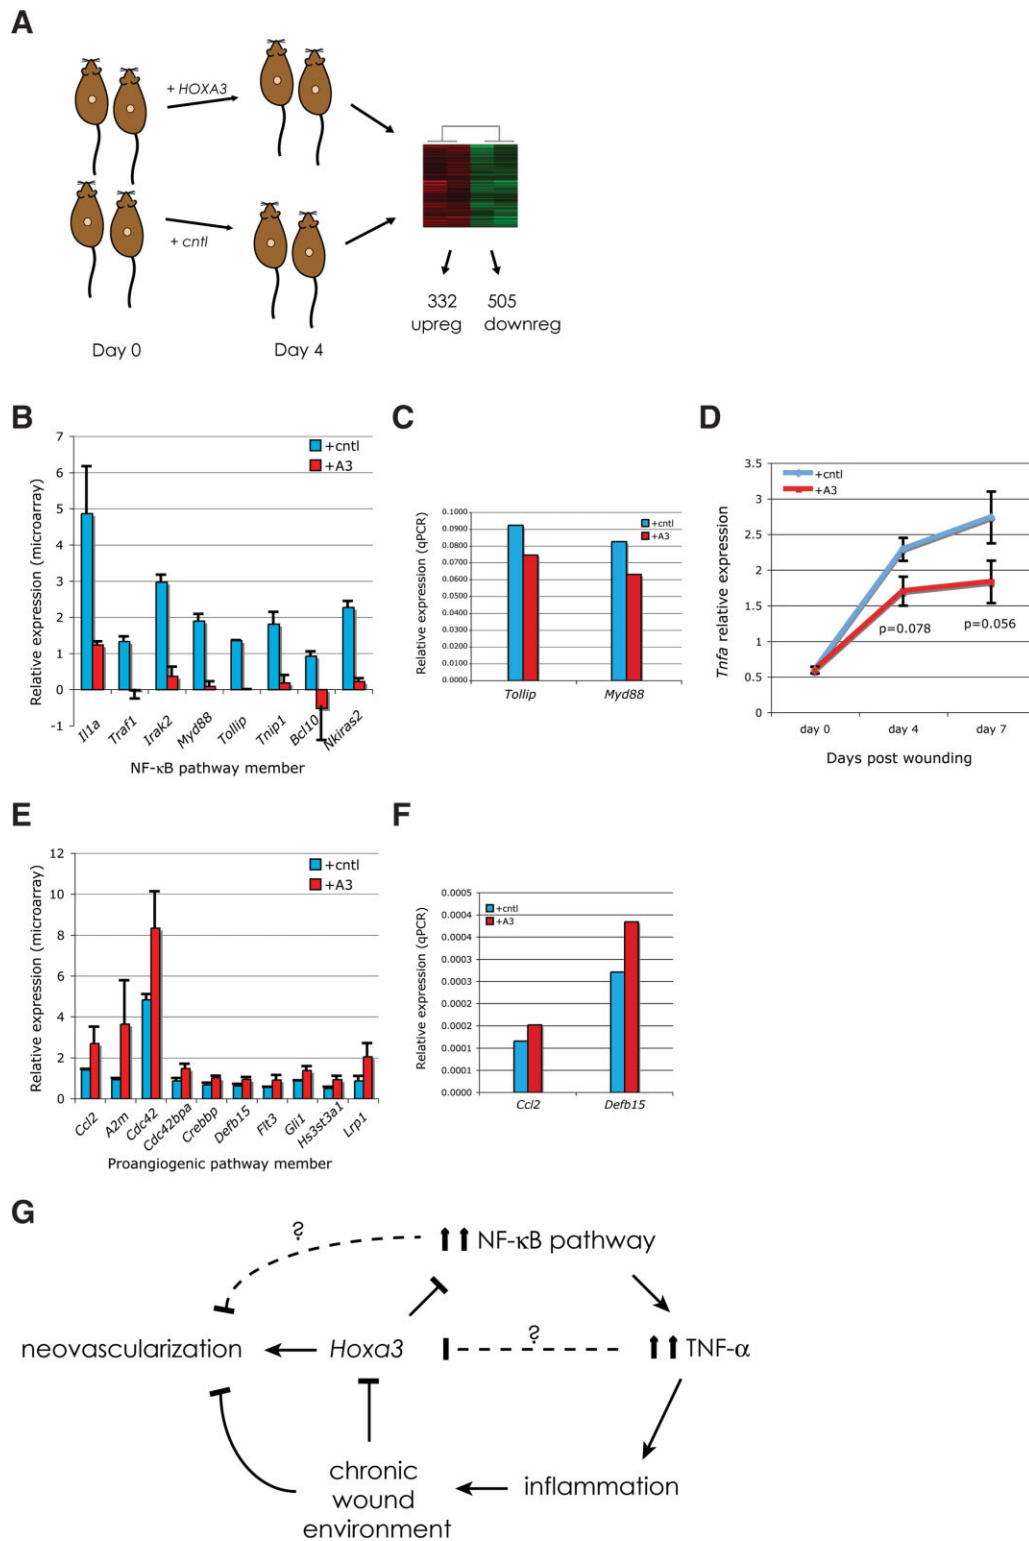 A
+ HOXA3
+ cntl
332 505
upreg downreg
Day 0 Day 4
B
7
6
5
4
3
2
1
0
-1
Relative expression (microarray)
+cntl
+A3
Il1a Traf1 Irak2 Myd88 Tollip Tnip1 Bcl10 Nkiras2
NF-κB pathway member
C
0.1000
0.0900
0.0800
0.0700
0.0600
0.0500
0.0400
0.0300
0.0200
0.0100
0.0000
Relative expression (qPCR)
+cntl
+A3
Tollip Myd88
D
3.5
3
2.5
2
1.5
1
0.5
0
Tnfa relative expression
+cntl
+A3
p=0.078
p=0.056
day 0 day 4 day 7
Days post wounding
E
12
10
8
6
4
2
0
Relative expression (microarray)
+cntl
+A3
Ccl2 A2m Cdc42 Cdc42bpa Crebbp Defb15 Flt3 Gli1 Hs3st3a1 Lrp1
Proangiogenic pathway member
F
0.0005
0.0004
0.0004
0.0003
0.0003
0.0002
0.0002
0.0001
0.0001
0.0000
Relative expression (qPCR)
+cntl
+A3
Ccl2 Defb15
G
?
NF-κB pathway
?
neovascularization Hoxa3 TNF-α
chronic
wound
environment
inflammation